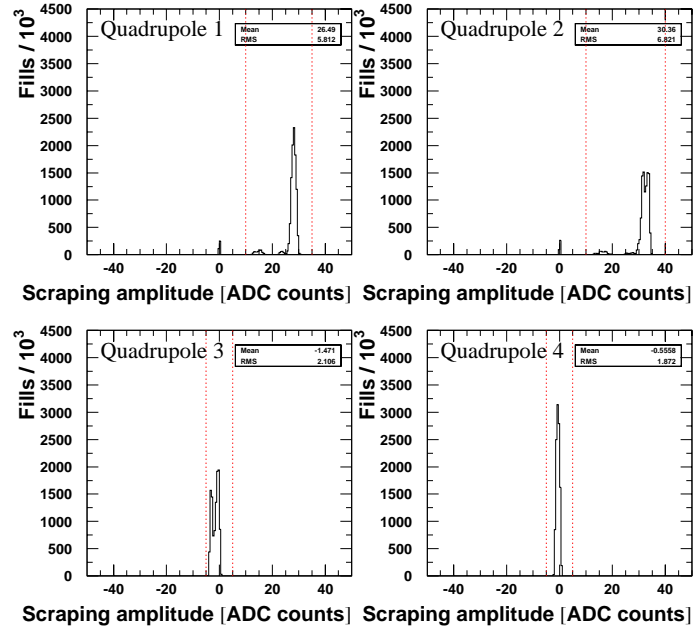 Fills / 10³
4500
4000
3500
3000
2500
2000
1500
1000
500
0
Quadrupole 1
Mean 26.49
RMS 5.812
-40 -20 0 20 40
Scraping amplitude [ADC counts]
Fills / 10³
4500
4000
3500
3000
2500
2000
1500
1000
500
0
Quadrupole 2
Mean 30.36
RMS 6.821
-40 -20 0 20 40
Scraping amplitude [ADC counts]
Fills / 10³
4500
4000
3500
3000
2500
2000
1500
1000
500
0
Quadrupole 3
Mean -1.471
RMS 2.106
-40 -20 0 20 40
Scraping amplitude [ADC counts]
Fills / 10³
4500
4000
3500
3000
2500
2000
1500
1000
500
0
Quadrupole 4
Mean -0.5558
RMS 1.872
-40 -20 0 20 40
Scraping amplitude [ADC counts]